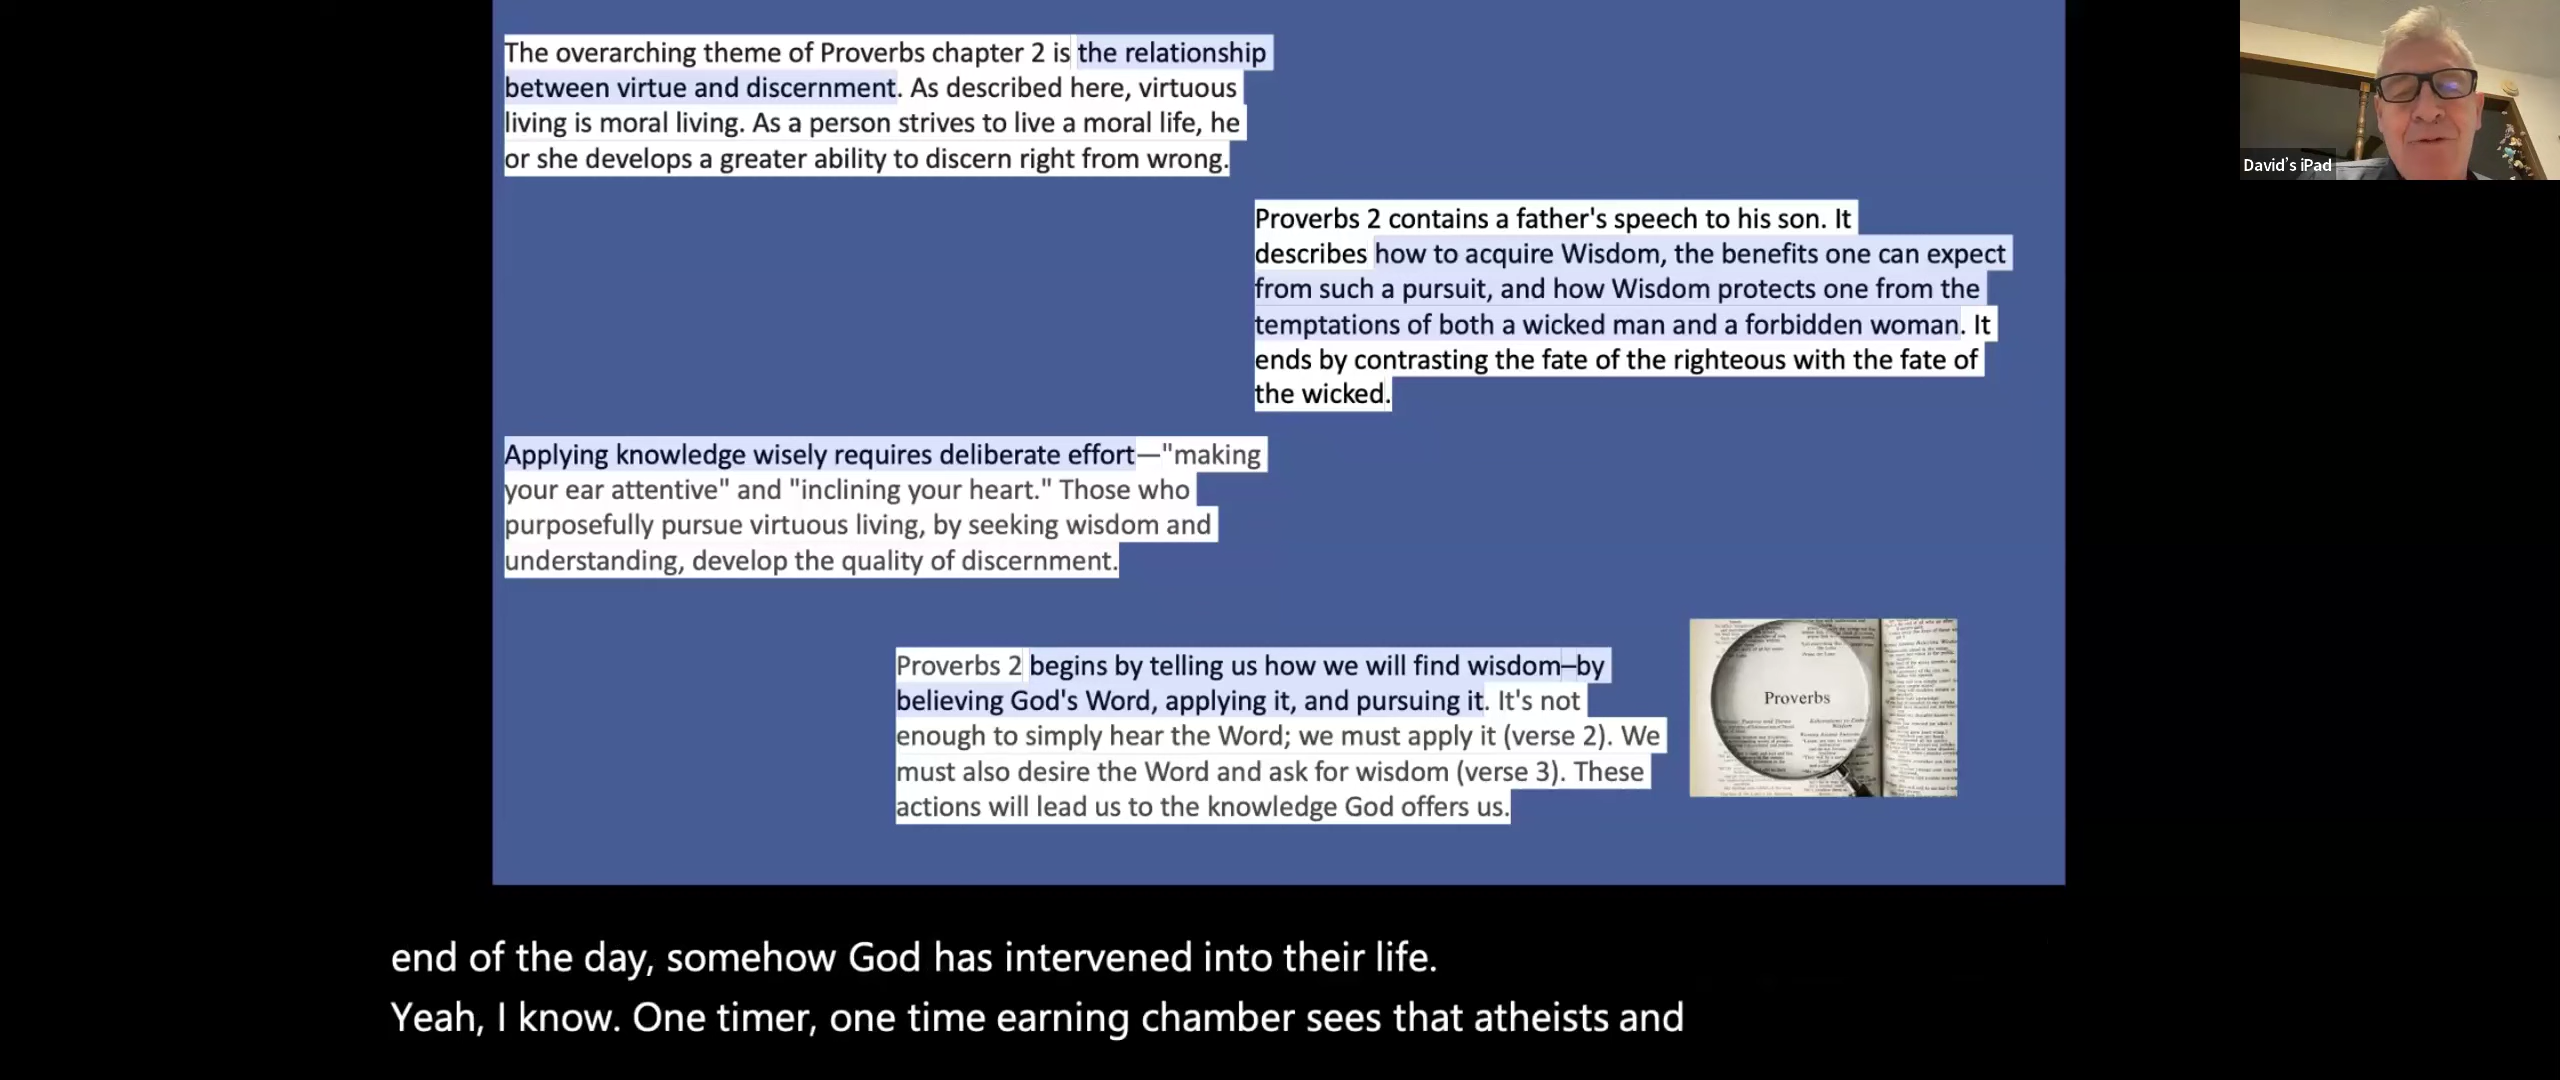 The overarching theme of Proverbs chapter 2 is the relationship
between virtue and discernment. As described here, virtuous
living is moral living. As a person strives to live a moral life, he
or she develops a greater ability to discern right from wrong.
David's iPad
Proverbs 2 contains a father's speech to his son. It
describes how to acquire Wisdom, the benefits one can expect
from such a pursuit, and how Wisdom protects one from the
temptations of both a wicked man and a forbidden woman. It
ends by contrasting the fate of the righteous with the fate of
the wicked.
Applying knowledge wisely requires deliberate effort—"making
your ear attentive" and "inclining your heart." Those who
purposefully pursue virtuous living, by seeking wisdom and
understanding, develop the quality of discernment.
Proverbs 2 begins by telling us how we will find wisdom–by
believing God's Word, applying it, and pursuing it. It's not
enough to simply hear the Word; we must apply it (verse 2). We
must also desire the Word and ask for wisdom (verse 3). These
actions will lead us to the knowledge God offers us.
Proverbs
end of the day, somehow God has intervened into their life.
Yeah, I know. One timer, one time earning chamber sees that atheists and